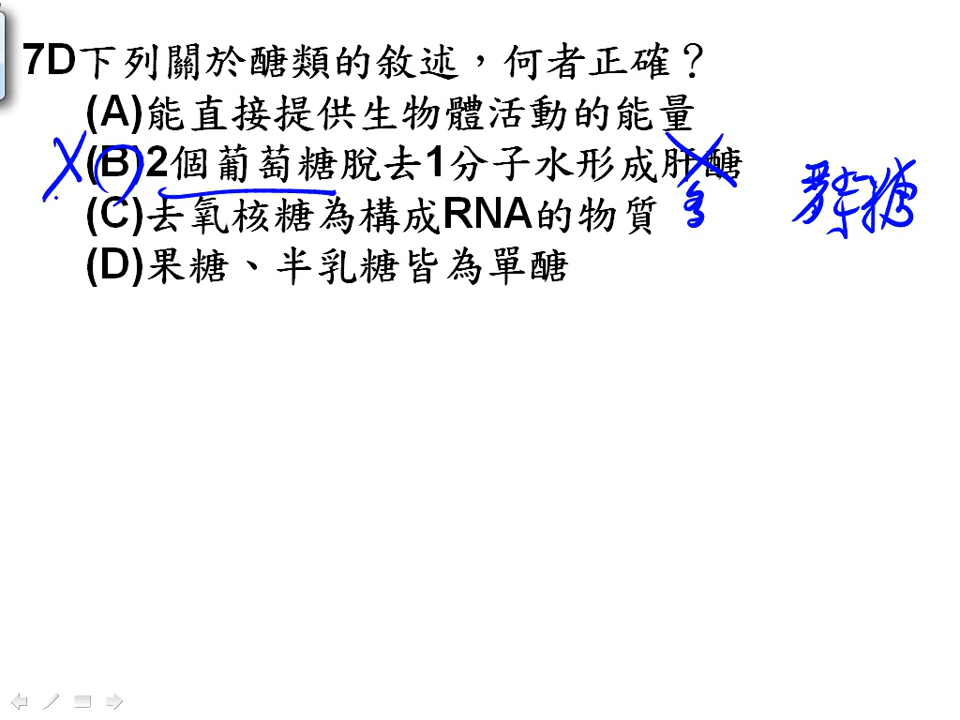 7D下列關於醣類的敘述，何者正確？
(A)能直接提供生物體活動的能量
(B)2個葡萄糖脫去1分子水形成肝醣
多
麥芽糖
(C)去氧核糖為構成RNA的物質
(D)果糖、半乳糖皆為單醣